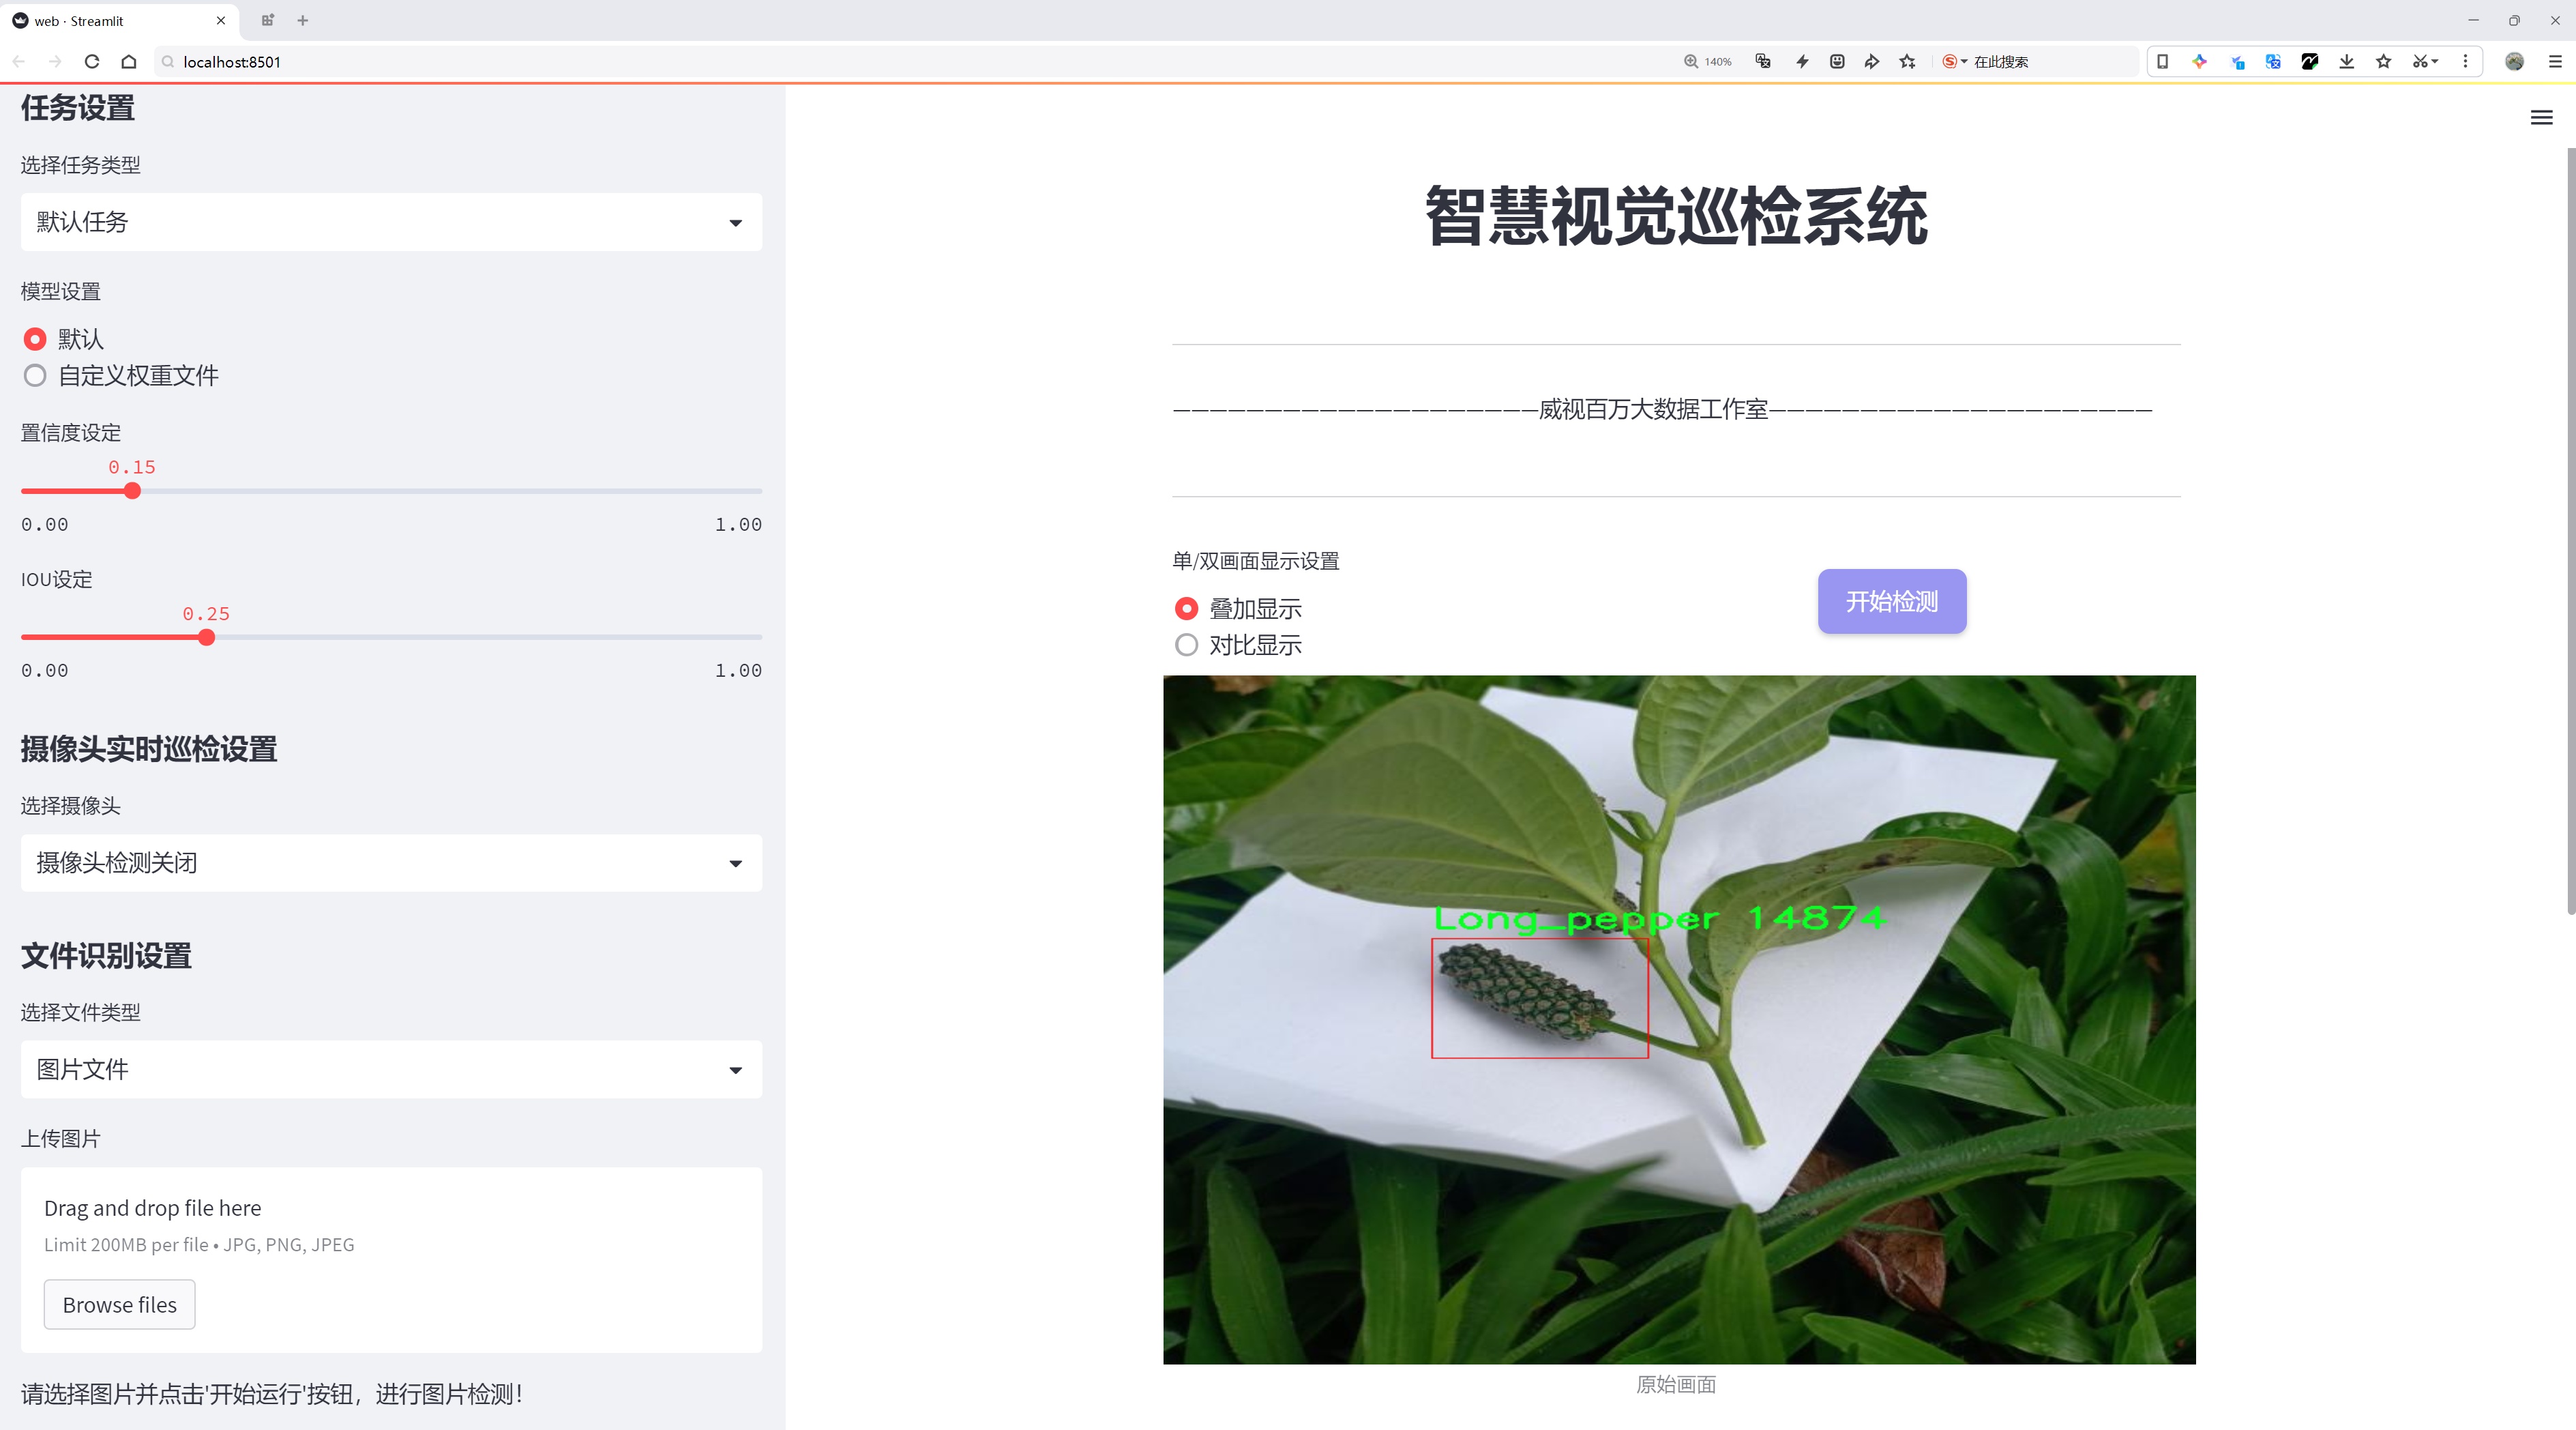 web · Streamlit
localhost:8501
140%
在此搜索
任务设置
选择任务类型
默认任务
模型设置
默认
自定义权重文件
置信度设定
0.15
0.00
1.00
IOU设定
0.25
0.00
1.00
摄像头实时巡检设置
选择摄像头
摄像头检测关闭
文件识别设置
选择文件类型
图片文件
上传图片
Drag and drop file here
Limit 200MB per file • JPG, PNG, JPEG
Browse files
请选择图片并点击'开始运行'按钮，进行图片检测！
智慧视觉巡检系统
————————————————————威视百万大数据工作室—————————————————————
单/双画面显示设置
叠加显示
对比显示
开始检测
Long_pepper 14874
原始画面